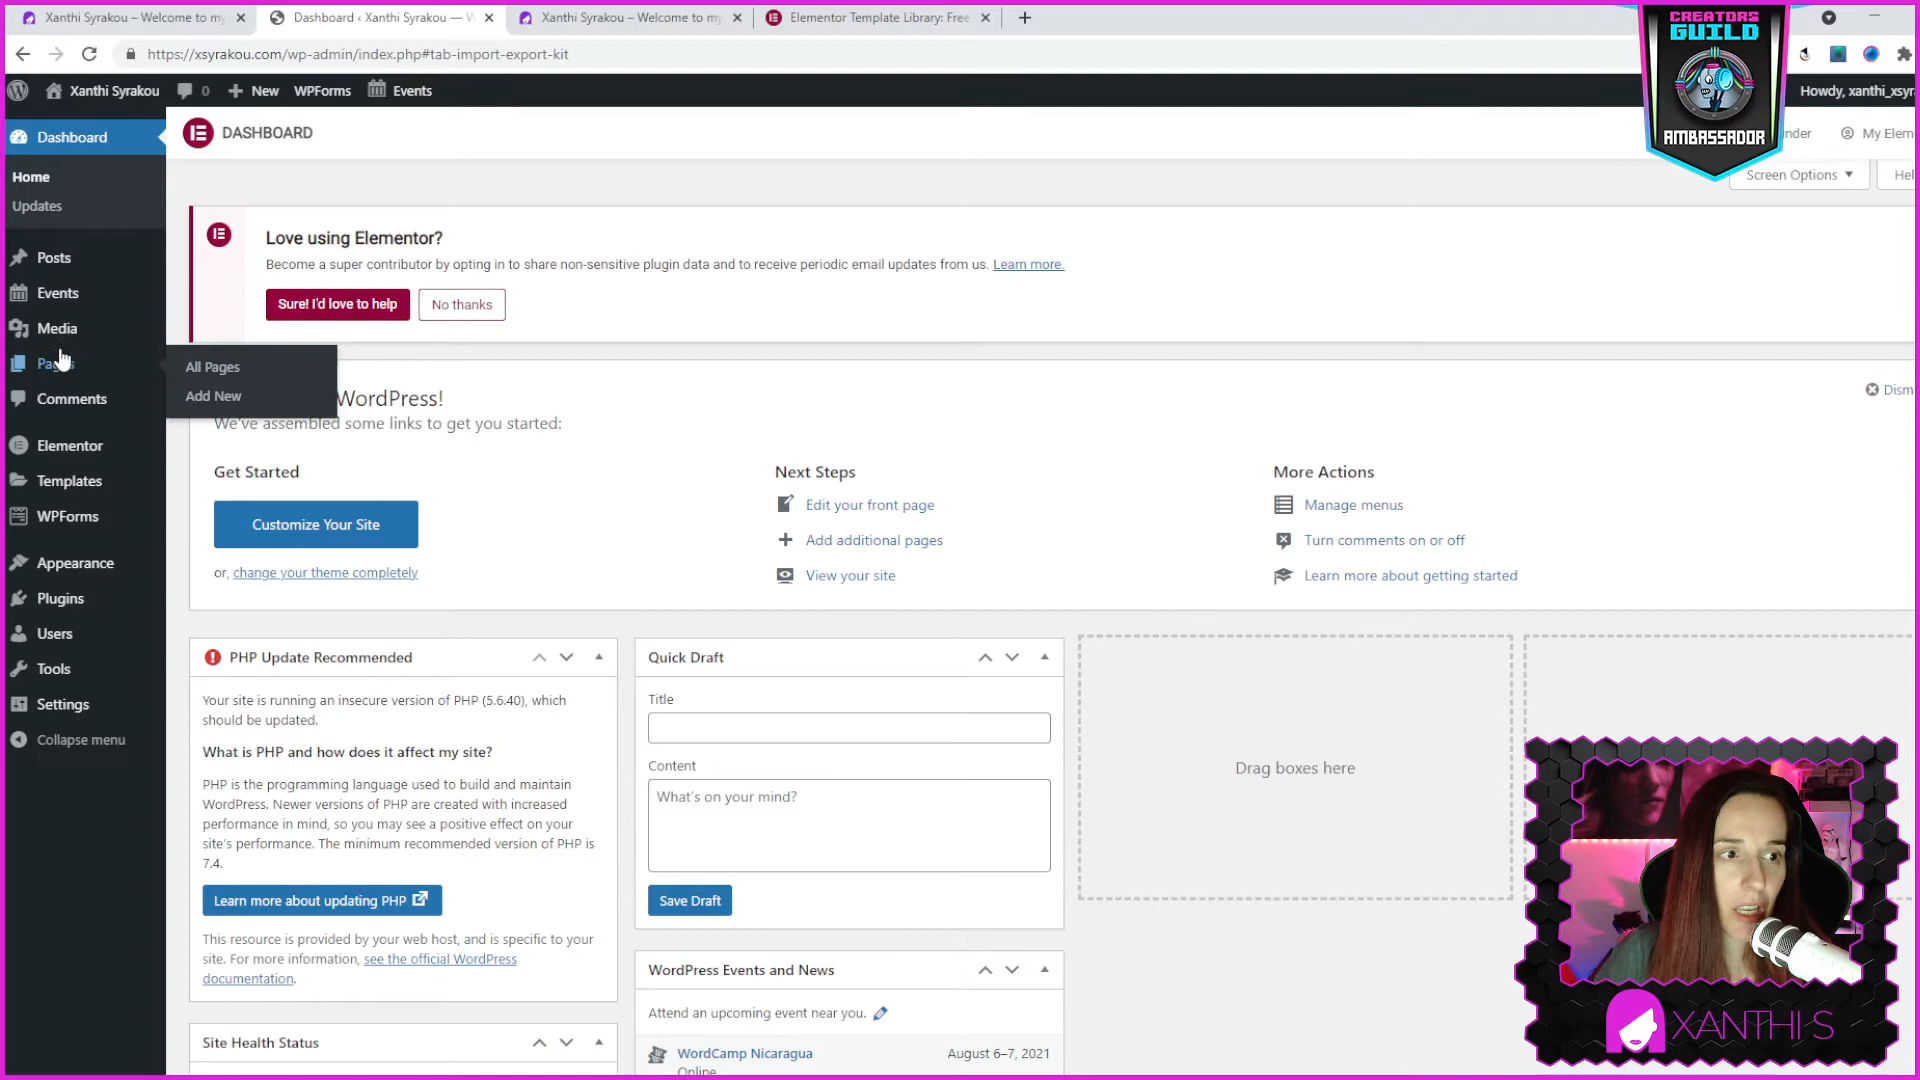 Xanthi Syrakou – Welcome to my
Dashboard ‹ Xanthi Syrakou — W
Xanthi Syrakou – Welcome to my
Elementor Template Library: Free
https://xsyrakou.com/wp-admin/index.php#tab-import-export-kit
Xanthi Syrakou
0
New
WPForms
Events
Howdy, xanthi_xsyra
CREATORS
GUILD
AMBASSADOR
Dashboard
Home
Updates
Posts
Events
Media
Pages
Comments
Elementor
Templates
WPForms
Appearance
Plugins
Users
Tools
Settings
Collapse menu
All Pages
Add New
DASHBOARD
My Elem
Screen Options
Hel
Love using Elementor?
Become a super contributor by opting in to share non-sensitive plugin data and to receive periodic email updates from us. Learn more.
Sure! I'd love to help
No thanks
WordPress!
We've assembled some links to get you started:
Dism
Get Started
Customize Your Site
or, change your theme completely
Next Steps
Edit your front page
Add additional pages
View your site
More Actions
Manage menus
Turn comments on or off
Learn more about getting started
PHP Update Recommended
Your site is running an insecure version of PHP (5.6.40), which
should be updated.
What is PHP and how does it affect my site?
PHP is the programming language used to build and maintain
WordPress. Newer versions of PHP are created with increased
performance in mind, so you may see a positive effect on your
site's performance. The minimum recommended version of PHP is
7.4.
Learn more about updating PHP
This resource is provided by your web host, and is specific to your
site. For more information, see the official WordPress
documentation.
Site Health Status
Quick Draft
Title
Content
What's on your mind?
Save Draft
WordPress Events and News
Attend an upcoming event near you.
WordCamp Nicaragua
August 6–7, 2021
Online
Drag boxes here
XANTHI S